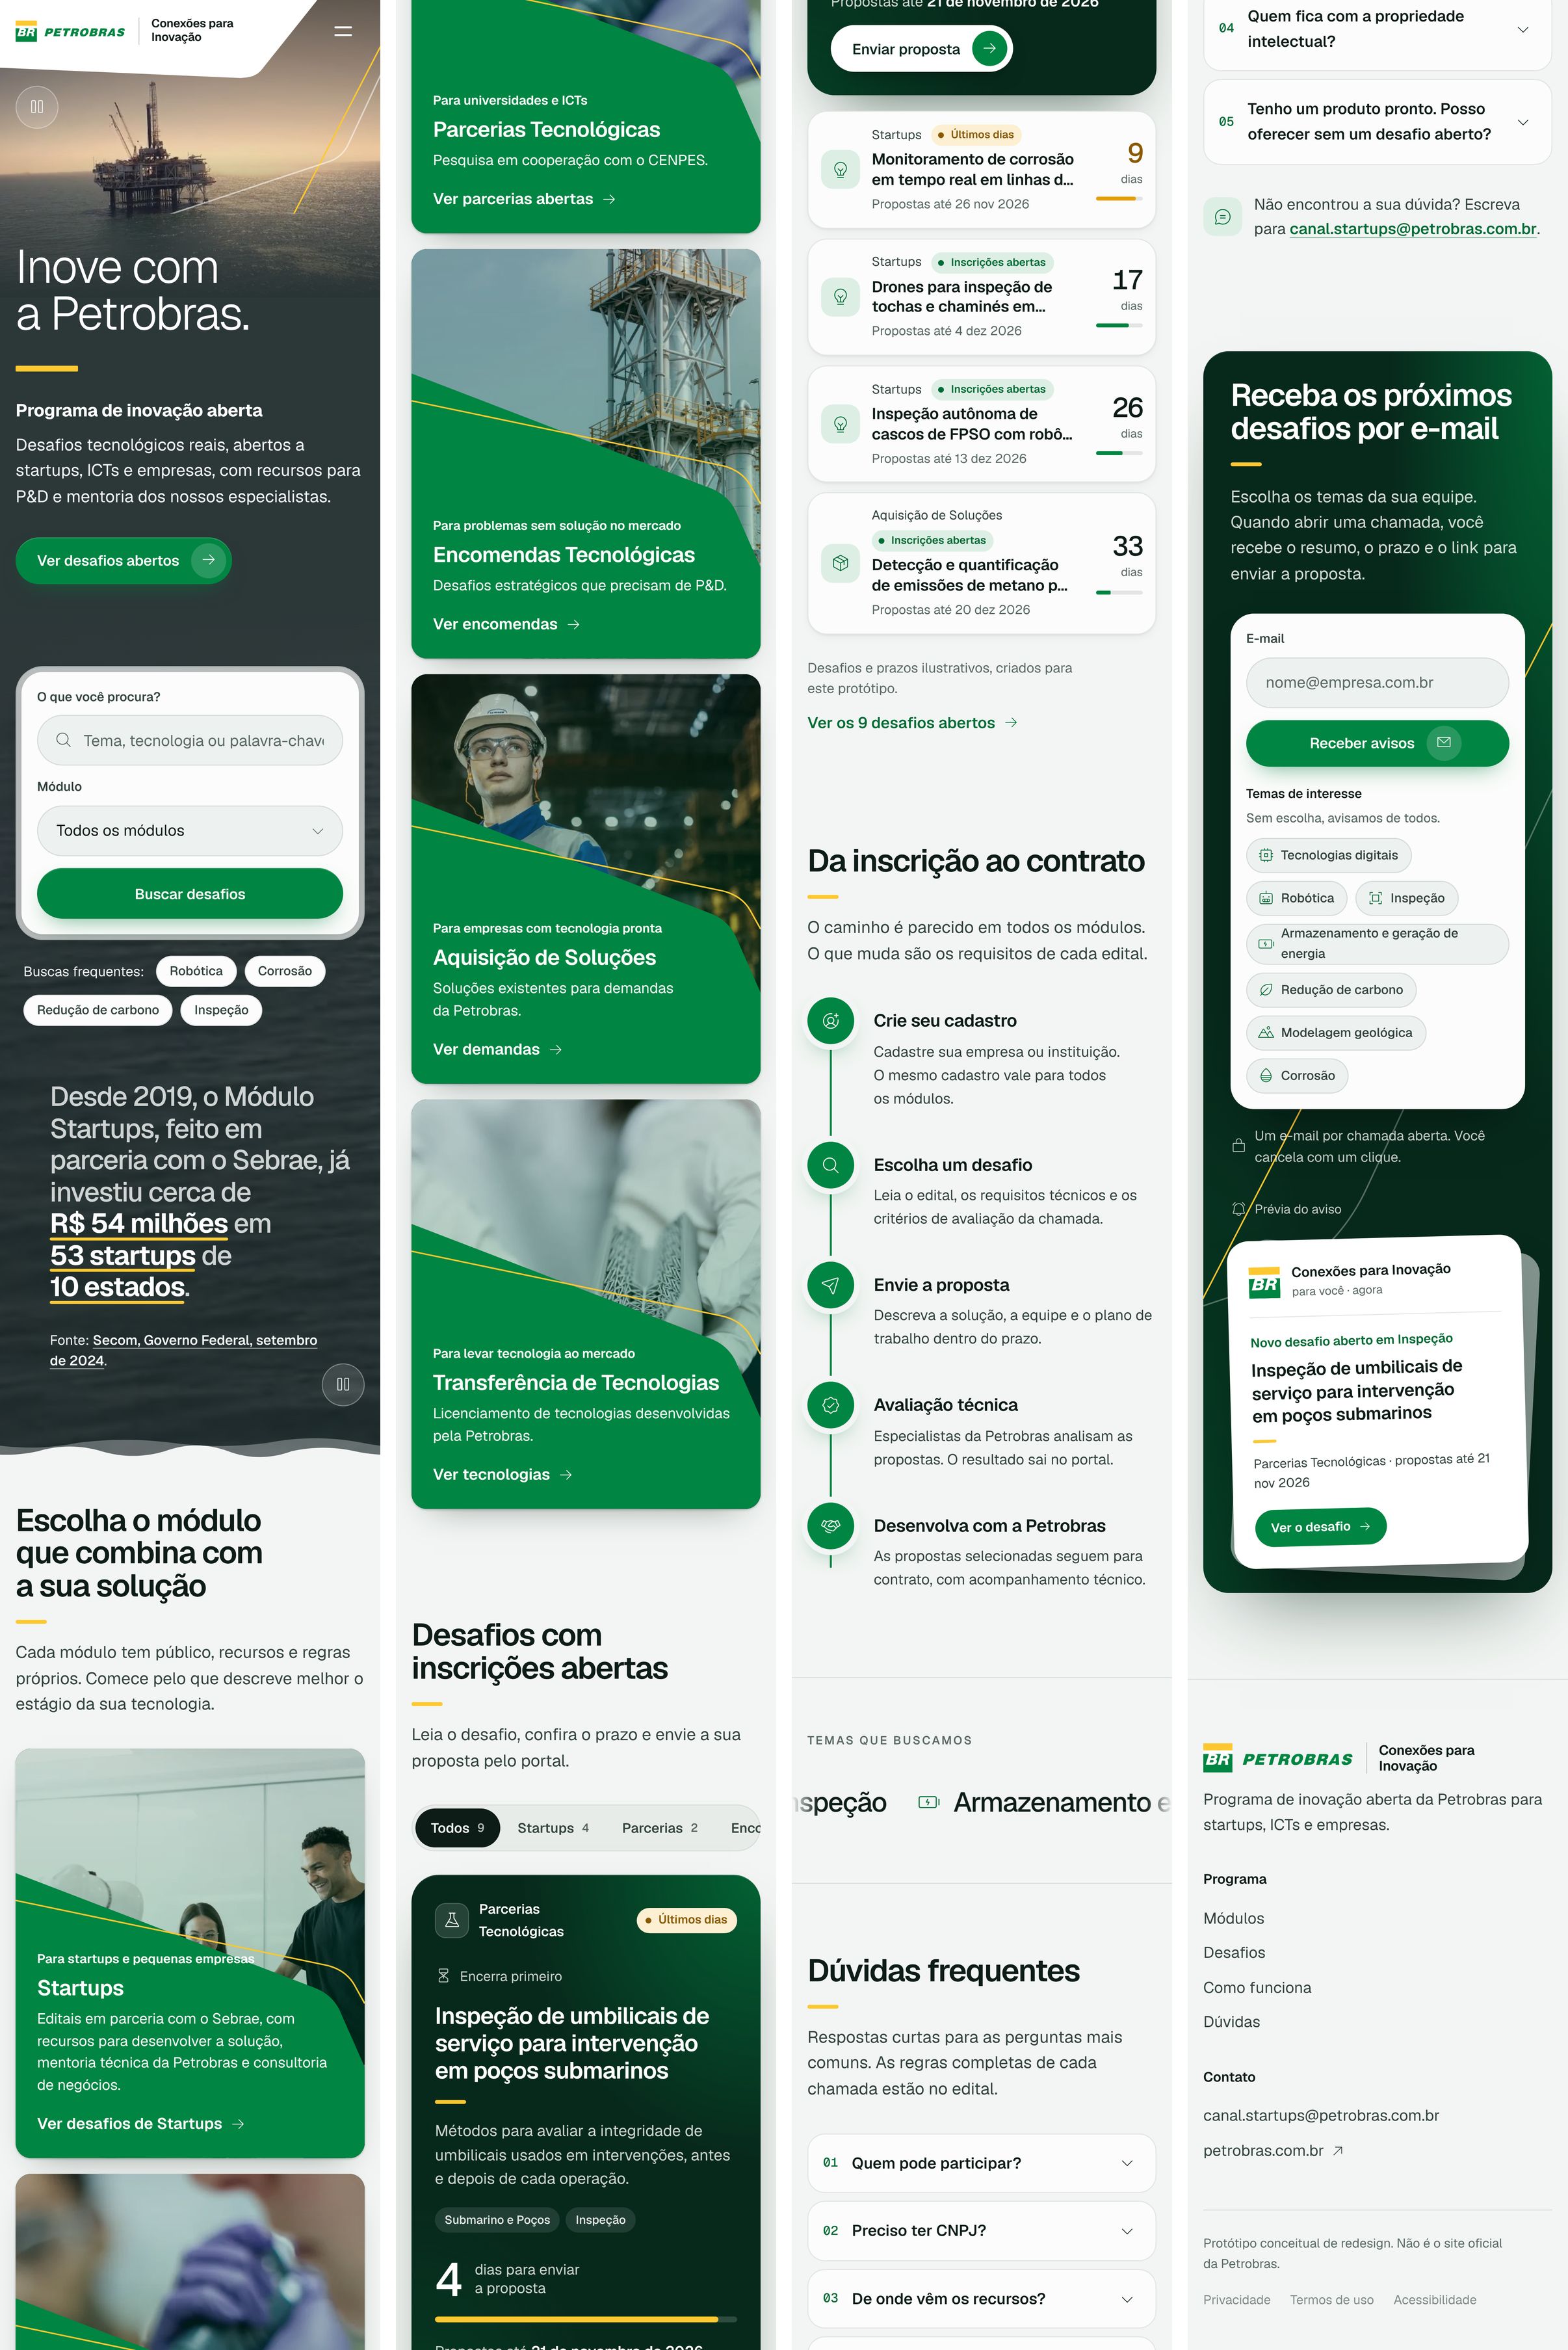 BR PETROBRAS
Conexões para
Inovação
Inove com
a Petrobras.
Programa de inovação aberta
Desafios tecnológicos reais, abertos a
startups, ICTs e empresas, com recursos para
P&D e mentoria dos nossos especialistas.
Ver desafios abertos
O que você procura?
Tema, tecnologia ou palavra-chav
Módulo
Todos os módulos
Buscar desafios
Buscas frequentes:
Robótica
Corrosão
Redução de carbono
Inspeção
Desde 2019, o Módulo
Startups, feito em
parceria com o Sebrae, já
investiu cerca de
R$ 54 milhões em
53 startups de
10 estados.
Fonte: Secom, Governo Federal, setembro
de 2024.
Escolha o módulo
que combina com
a sua solução
Cada módulo tem público, recursos e regras
próprios. Comece pelo que descreve melhor o
estágio da sua tecnologia.
Para startups e pequenas empresas
Startups
Editais em parceria com o Sebrae, com
recursos para desenvolver a solução,
mentoria técnica da Petrobras e consultoria
de negócios.
Ver desafios de Startups
Para universidades e ICTs
Parcerias Tecnológicas
Pesquisa em cooperação com o CENPES.
Ver parcerias abertas
Para problemas sem solução no mercado
Encomendas Tecnológicas
Desafios estratégicos que precisam de P&D.
Ver encomendas
Para empresas com tecnologia pronta
Aquisição de Soluções
Soluções existentes para demandas
da Petrobras.
Ver demandas
Para levar tecnologia ao mercado
Transferência de Tecnologias
Licenciamento de tecnologias desenvolvidas
pela Petrobras.
Ver tecnologias
Desafios com
inscrições abertas
Leia o desafio, confira o prazo e envie a sua
proposta pelo portal.
Todos 9
Startups 4
Parcerias 2
Enco
Parcerias
Tecnológicas
Últimos dias
Encerra primeiro
Inspeção de umbilicais de
serviço para intervenção
em poços submarinos
Métodos para avaliar a integridade de
umbilicais usados em intervenções, antes
e depois de cada operação.
Submarino e Poços
Inspeção
4
dias para enviar
a proposta
Propostas até 21 de novembro de 2026
Enviar proposta
Startups
Últimos dias
Monitoramento de corrosão
em tempo real em linhas d...
Propostas até 26 nov 2026
9
dias
Startups
Inscrições abertas
Drones para inspeção de
tochas e chaminés em...
Propostas até 4 dez 2026
17
dias
Startups
Inscrições abertas
Inspeção autônoma de
cascos de FPSO com robô...
Propostas até 13 dez 2026
26
dias
Aquisição de Soluções
Inscrições abertas
Detecção e quantificação
de emissões de metano p...
Propostas até 20 dez 2026
33
dias
Desafios e prazos ilustrativos, criados para
este protótipo.
Ver os 9 desafios abertos
Da inscrição ao contrato
O caminho é parecido em todos os módulos.
O que muda são os requisitos de cada edital.
Crie seu cadastro
Cadastre sua empresa ou instituição.
O mesmo cadastro vale para todos
os módulos.
Escolha um desafio
Leia o edital, os requisitos técnicos e os
critérios de avaliação da chamada.
Envie a proposta
Descreva a solução, a equipe e o plano de
trabalho dentro do prazo.
Avaliação técnica
Especialistas da Petrobras analisam as
propostas. O resultado sai no portal.
Desenvolva com a Petrobras
As propostas selecionadas seguem para
contrato, com acompanhamento técnico.
TEMAS QUE BUSCAMOS
nspeção
Armazenamento e
Dúvidas frequentes
Respostas curtas para as perguntas mais
comuns. As regras completas de cada
chamada estão no edital.
01 Quem pode participar?
02 Preciso ter CNPJ?
03 De onde vêm os recursos?
04 Quem fica com a propriedade
intelectual?
05 Tenho um produto pronto. Posso
oferecer sem um desafio aberto?
Não encontrou a sua dúvida? Escreva
para canal.startups@petrobras.com.br.
Receba os próximos
desafios por e-mail
Escolha os temas da sua equipe.
Quando abrir uma chamada, você
recebe o resumo, o prazo e o link para
enviar a proposta.
E-mail
nome@empresa.com.br
Receber avisos
Temas de interesse
Sem escolha, avisamos de todos.
Tecnologias digitais
Robótica
Inspeção
Armazenamento e geração de
energia
Redução de carbono
Modelagem geológica
Corrosão
Um e-mail por chamada aberta. Você
cancela com um clique.
Prévia do aviso
BR
Conexões para Inovação
para você · agora
Novo desafio aberto em Inspeção
Inspeção de umbilicais de
serviço para intervenção
em poços submarinos
Parcerias Tecnológicas · propostas até 21
nov 2026
Ver o desafio
BR PETROBRAS
Conexões para
Inovação
Programa de inovação aberta da Petrobras para
startups, ICTs e empresas.
Programa
Módulos
Desafios
Como funciona
Dúvidas
Contato
canal.startups@petrobras.com.br
petrobras.com.br
Protótipo conceitual de redesign. Não é o site oficial
da Petrobras.
Privacidade
Termos de uso
Acessibilidade